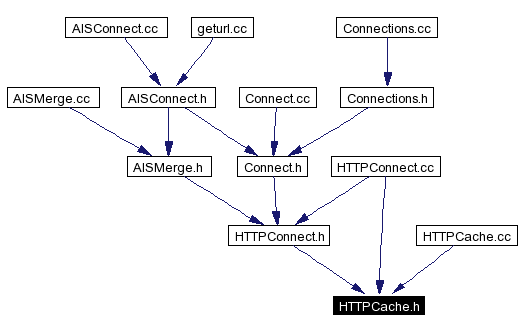 AISConnect.cc
geturl.cc
Connections.cc
AISMerge.cc
AISConnect.h
Connect.cc
Connections.h
AISMerge.h
Connect.h
HTTPConnect.cc
HTTPConnect.h
HTTPCache.cc
HTTPCache.h